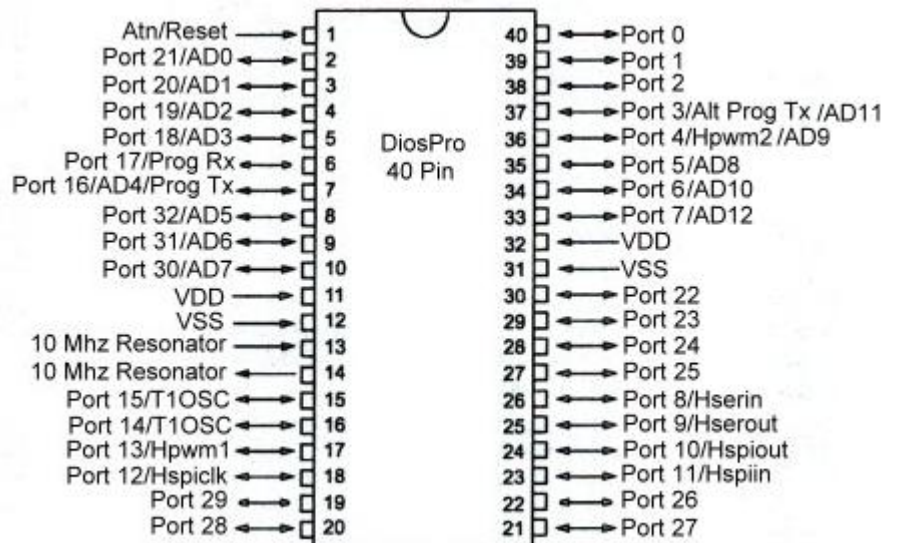 Atn/Reset 1 40 Port 0
Port 21/AD0 2 39 Port 1
Port 20/AD1 3 38 Port 2
Port 19/AD2 4 37 Port 3/Alt Prog Tx /AD11
Port 18/AD3 5 DiosPro 36 Port 4/Hpwm2 /AD9
Port 17/Prog Rx 6 40 Pin 35 Port 5/AD8
Port 16/AD4/Prog Tx 7 34 Port 6/AD10
Port 32/AD5 8 33 Port 7/AD12
Port 31/AD6 9 32 VDD
Port 30/AD7 10 31 VSS
VDD 11 30 Port 22
VSS 12 29 Port 23
10 Mhz Resonator 13 28 Port 24
10 Mhz Resonator 14 27 Port 25
Port 15/T1OSC 15 26 Port 8/Hserin
Port 14/T1OSC 16 25 Port 9/Hserout
Port 13/Hpwm1 17 24 Port 10/Hspiout
Port 12/Hspiclk 18 23 Port 11/Hspiin
Port 29 19 22 Port 26
Port 28 20 21 Port 27